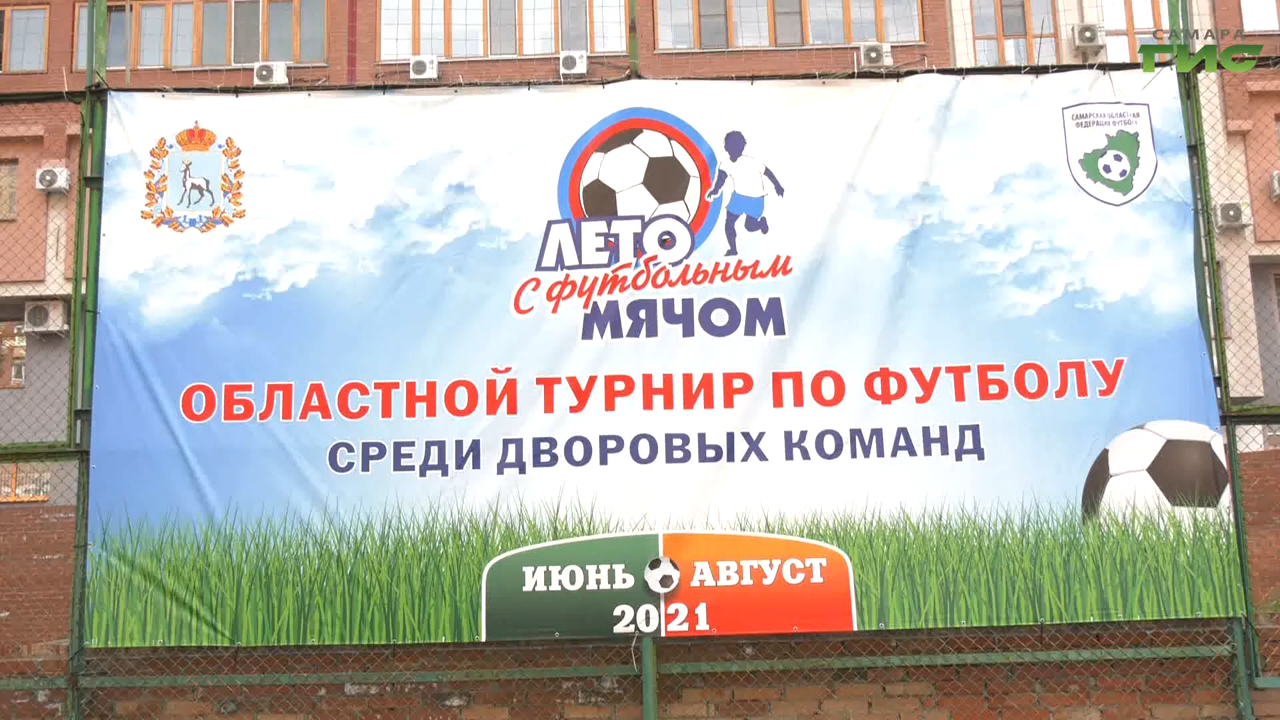 САМАРА
ГИС
САМАРСКАЯ ОБЛАСТНАЯ
ФЕДЕРАЦИЯ ФУТБОЛА
ЛЕТО
С футбольным
МЯЧОМ
ОБЛАСТНОЙ ТУРНИР ПО ФУТБОЛУ
СРЕДИ ДВОРОВЫХ КОМАНД
ИЮНЬ АВГУСТ
2021